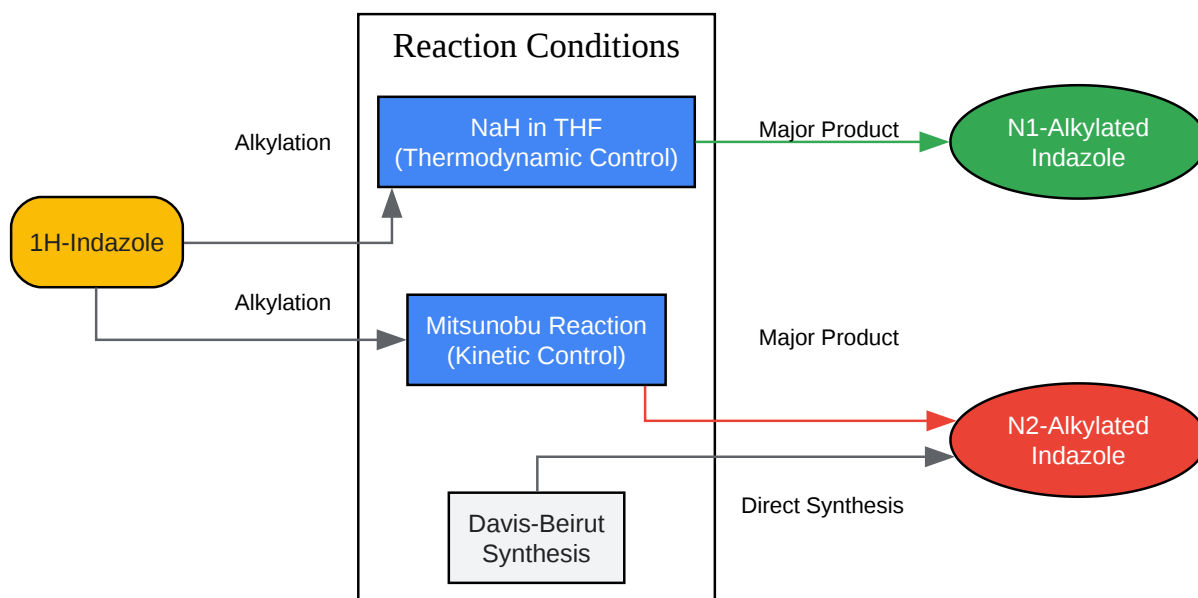 Reaction Conditions
Alkylation
NaH in THF
(Thermodynamic Control)
Major Product
N1-Alkylated
Indazole
1H-Indazole
Alkylation
Mitsunobu Reaction
(Kinetic Control)
Major Product
N2-Alkylated
Indazole
Direct Synthesis
Davis-Beirut
Synthesis